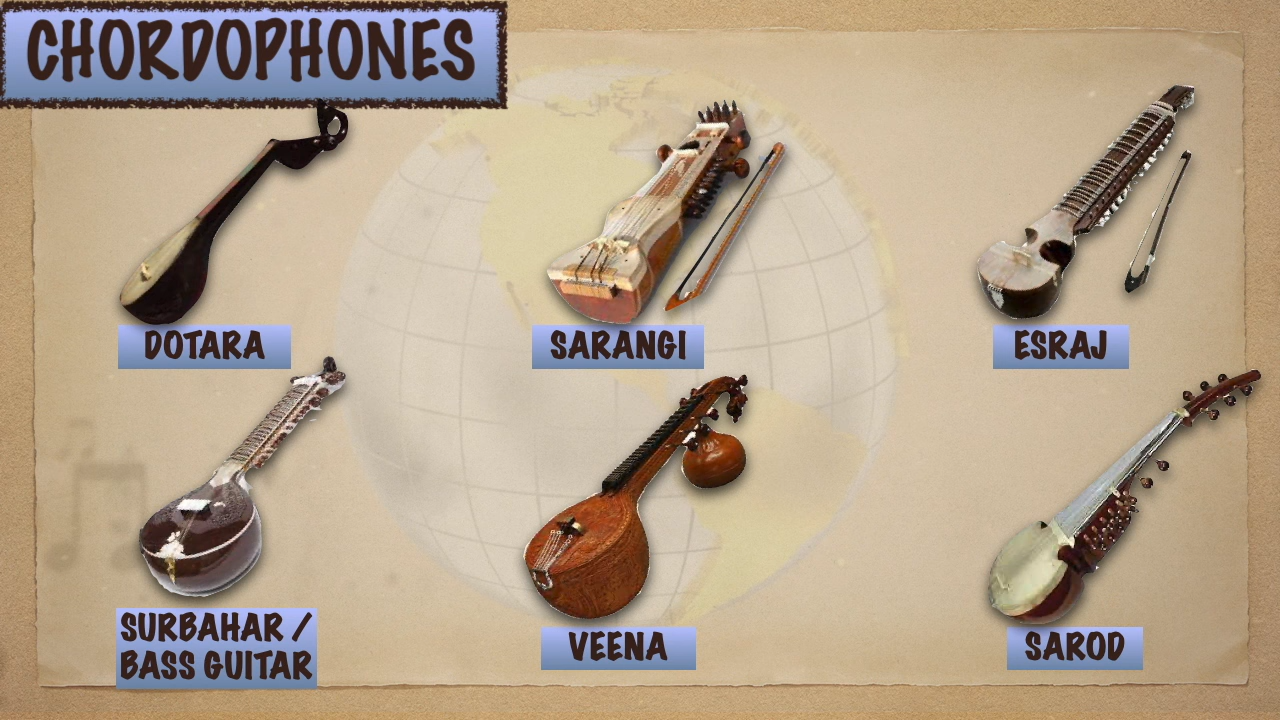 CHORDOPHONES
DOTARA
SARANGI
ESRAJ
SURBAHAR /
BASS GUITAR
VEENA
SAROD